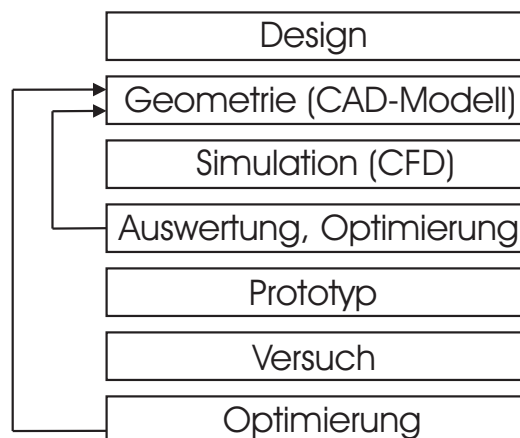 Design
Geometrie (CAD-Modell)
Simulation (CFD)
Auswertung, Optimierung
Prototyp
Versuch
Optimierung